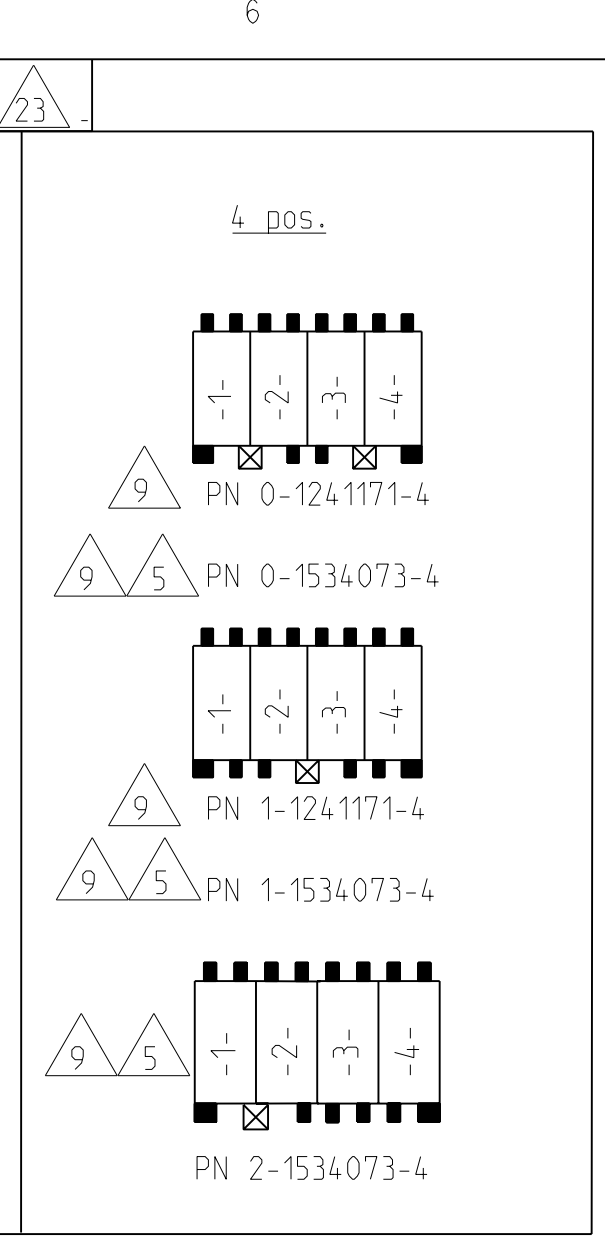 6
23 -
4 pos.
-1- -2- -3- -4-
9 PN 0-1241171-4
9 5 PN 0-1534073-4
-1- -2- -3- -4-
9 PN 1-1241171-4
9 5 PN 1-1534073-4
9 5 -1- -2- -3- -4-
PN 2-1534073-4